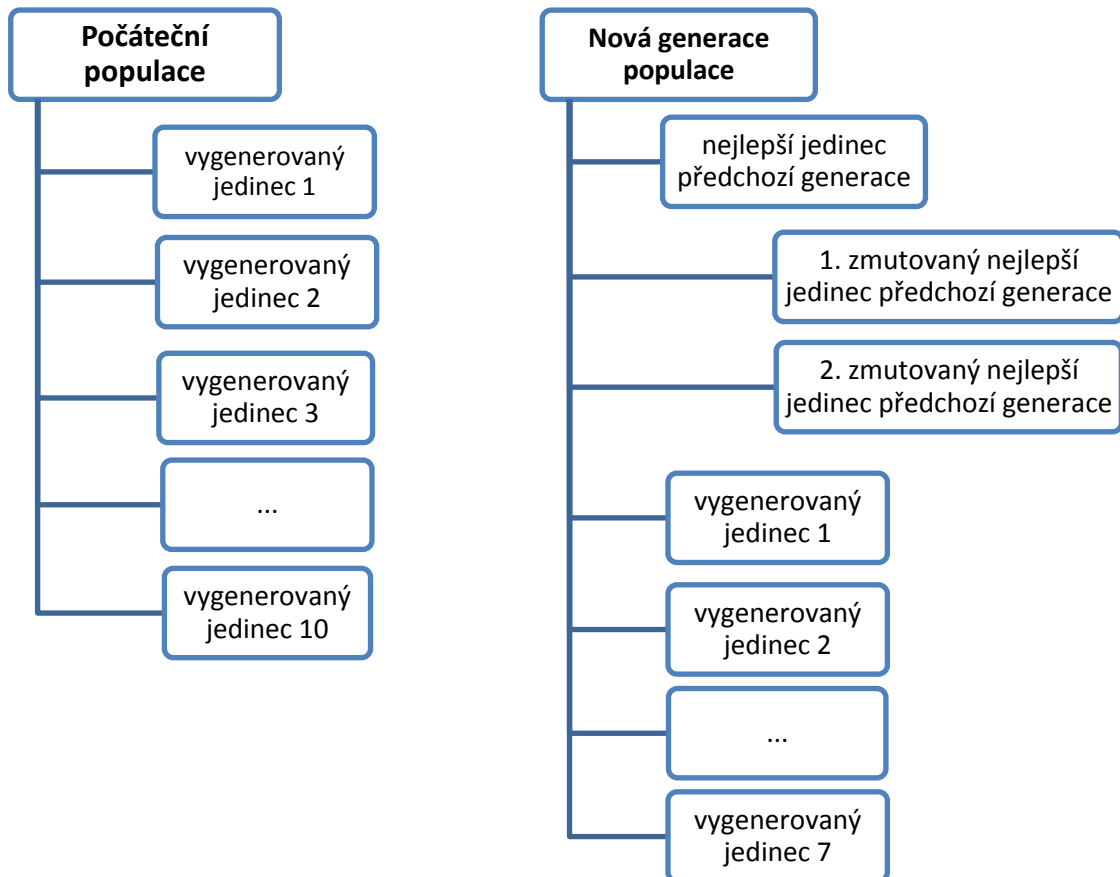 Počáteční
populace
vygenerovaný
jedinec 1
vygenerovaný
jedinec 2
vygenerovaný
jedinec 3
...
vygenerovaný
jedinec 10
Nová generace
populace
nejlepší jedinec
předchozí generace
1. zmutovaný nejlepší
jedinec předchozí generace
2. zmutovaný nejlepší
jedinec předchozí generace
vygenerovaný
jedinec 1
vygenerovaný
jedinec 2
...
vygenerovaný
jedinec 7